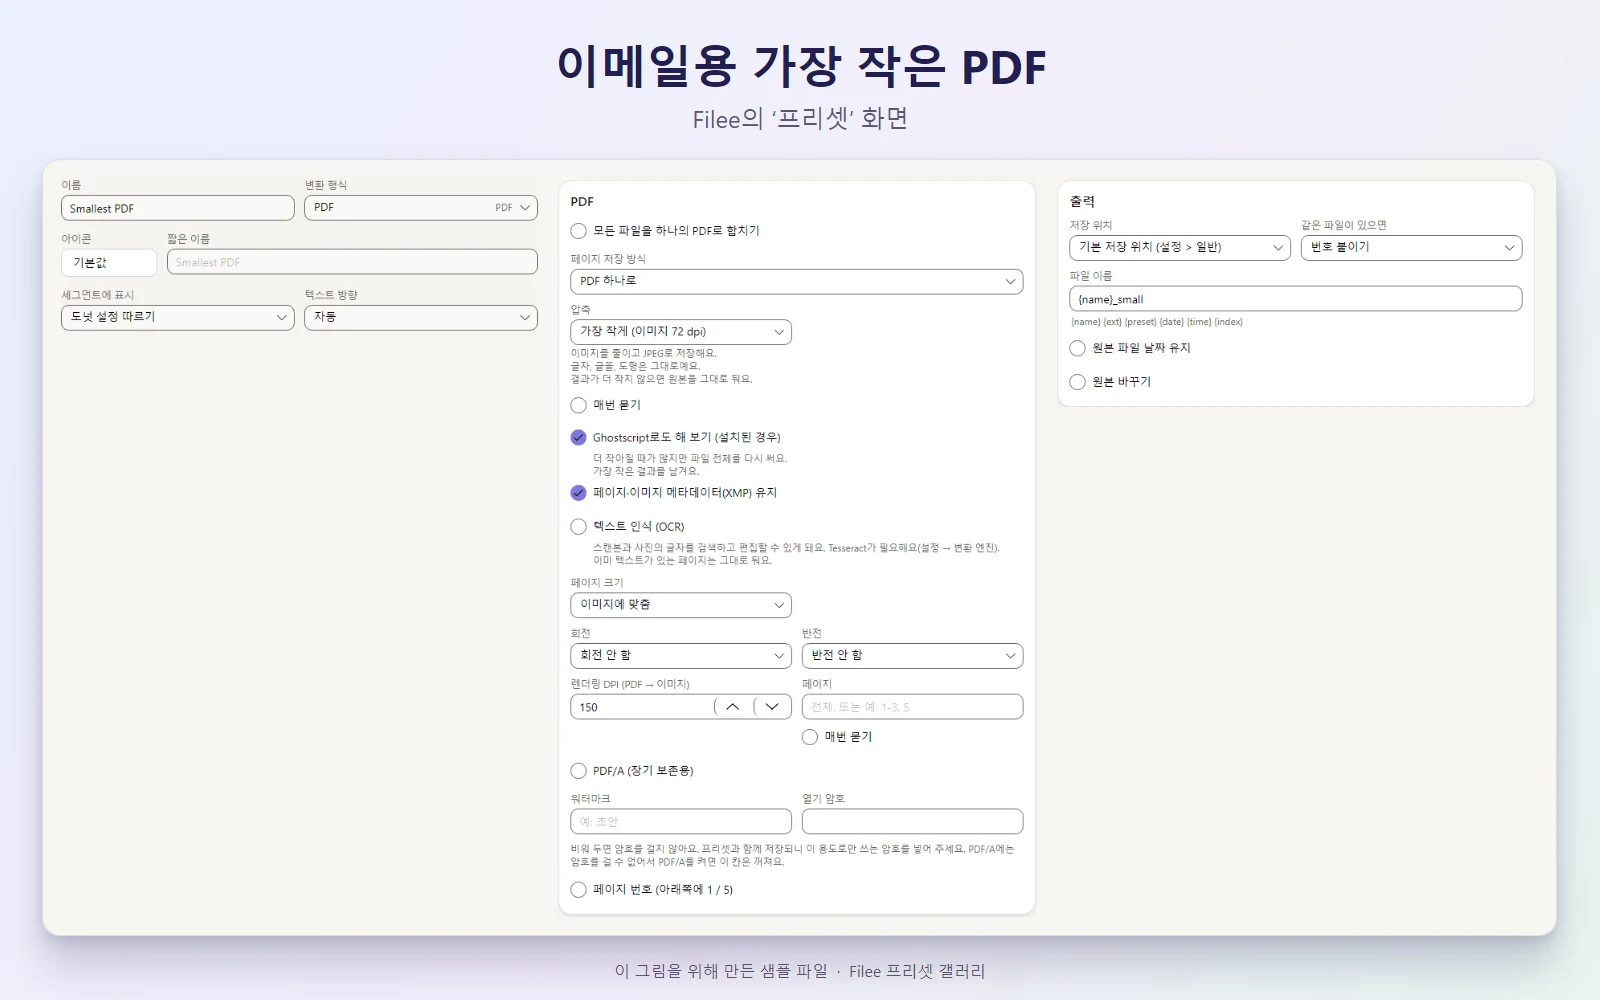 이메일용 가장 작은 PDF
Filee의 ‘프리셋’ 화면
이름
Smallest PDF
변환 형식
PDF
PDF
아이콘
기본값
짧은 이름
Smallest PDF
세그먼트에 표시
도넛 설정 따르기
텍스트 방향
자동
PDF
모든 파일을 하나의 PDF로 합치기
페이지 저장 방식
PDF 하나로
압축
가장 작게 (이미지 72 dpi)
이미지를 줄이고 JPEG로 저장해요.
글자, 글꼴, 도형은 그대로예요.
결과가 더 작지 않으면 원본을 그대로 둬요.
매번 묻기
Ghostscript로도 해 보기 (설치된 경우)
더 작아질 때가 많지만 파일 전체를 다시 써요.
가장 작은 결과를 남겨요.
페이지·이미지 메타데이터(XMP) 유지
텍스트 인식 (OCR)
스캔본과 사진의 글자를 검색하고 편집할 수 있게 돼요. Tesseract가 필요해요(설정 → 변환 엔진).
이미 텍스트가 있는 페이지는 그대로 둬요.
페이지 크기
이미지에 맞춤
회전
회전 안 함
반전
반전 안 함
렌더링 DPI (PDF → 이미지)
150
페이지
전체, 또는 예: 1-3, 5
매번 묻기
PDF/A (장기 보존용)
워터마크
예: 초안
열기 암호
비워 두면 암호를 걸지 않아요. 프리셋과 함께 저장되니 이 용도로만 쓰는 암호를 넣어 주세요. PDF/A에는
암호를 걸 수 없어서 PDF/A를 켜면 이 칸은 꺼져요.
페이지 번호 (아래쪽에 1 / 5)
출력
저장 위치
기본 저장 위치 (설정 > 일반)
같은 파일이 있으면
번호 붙이기
파일 이름
{name}_small
{name} {ext} {preset} {date} {time} {index}
원본 파일 날짜 유지
원본 바꾸기
이 그림을 위해 만든 샘플 파일 · Filee 프리셋 갤러리